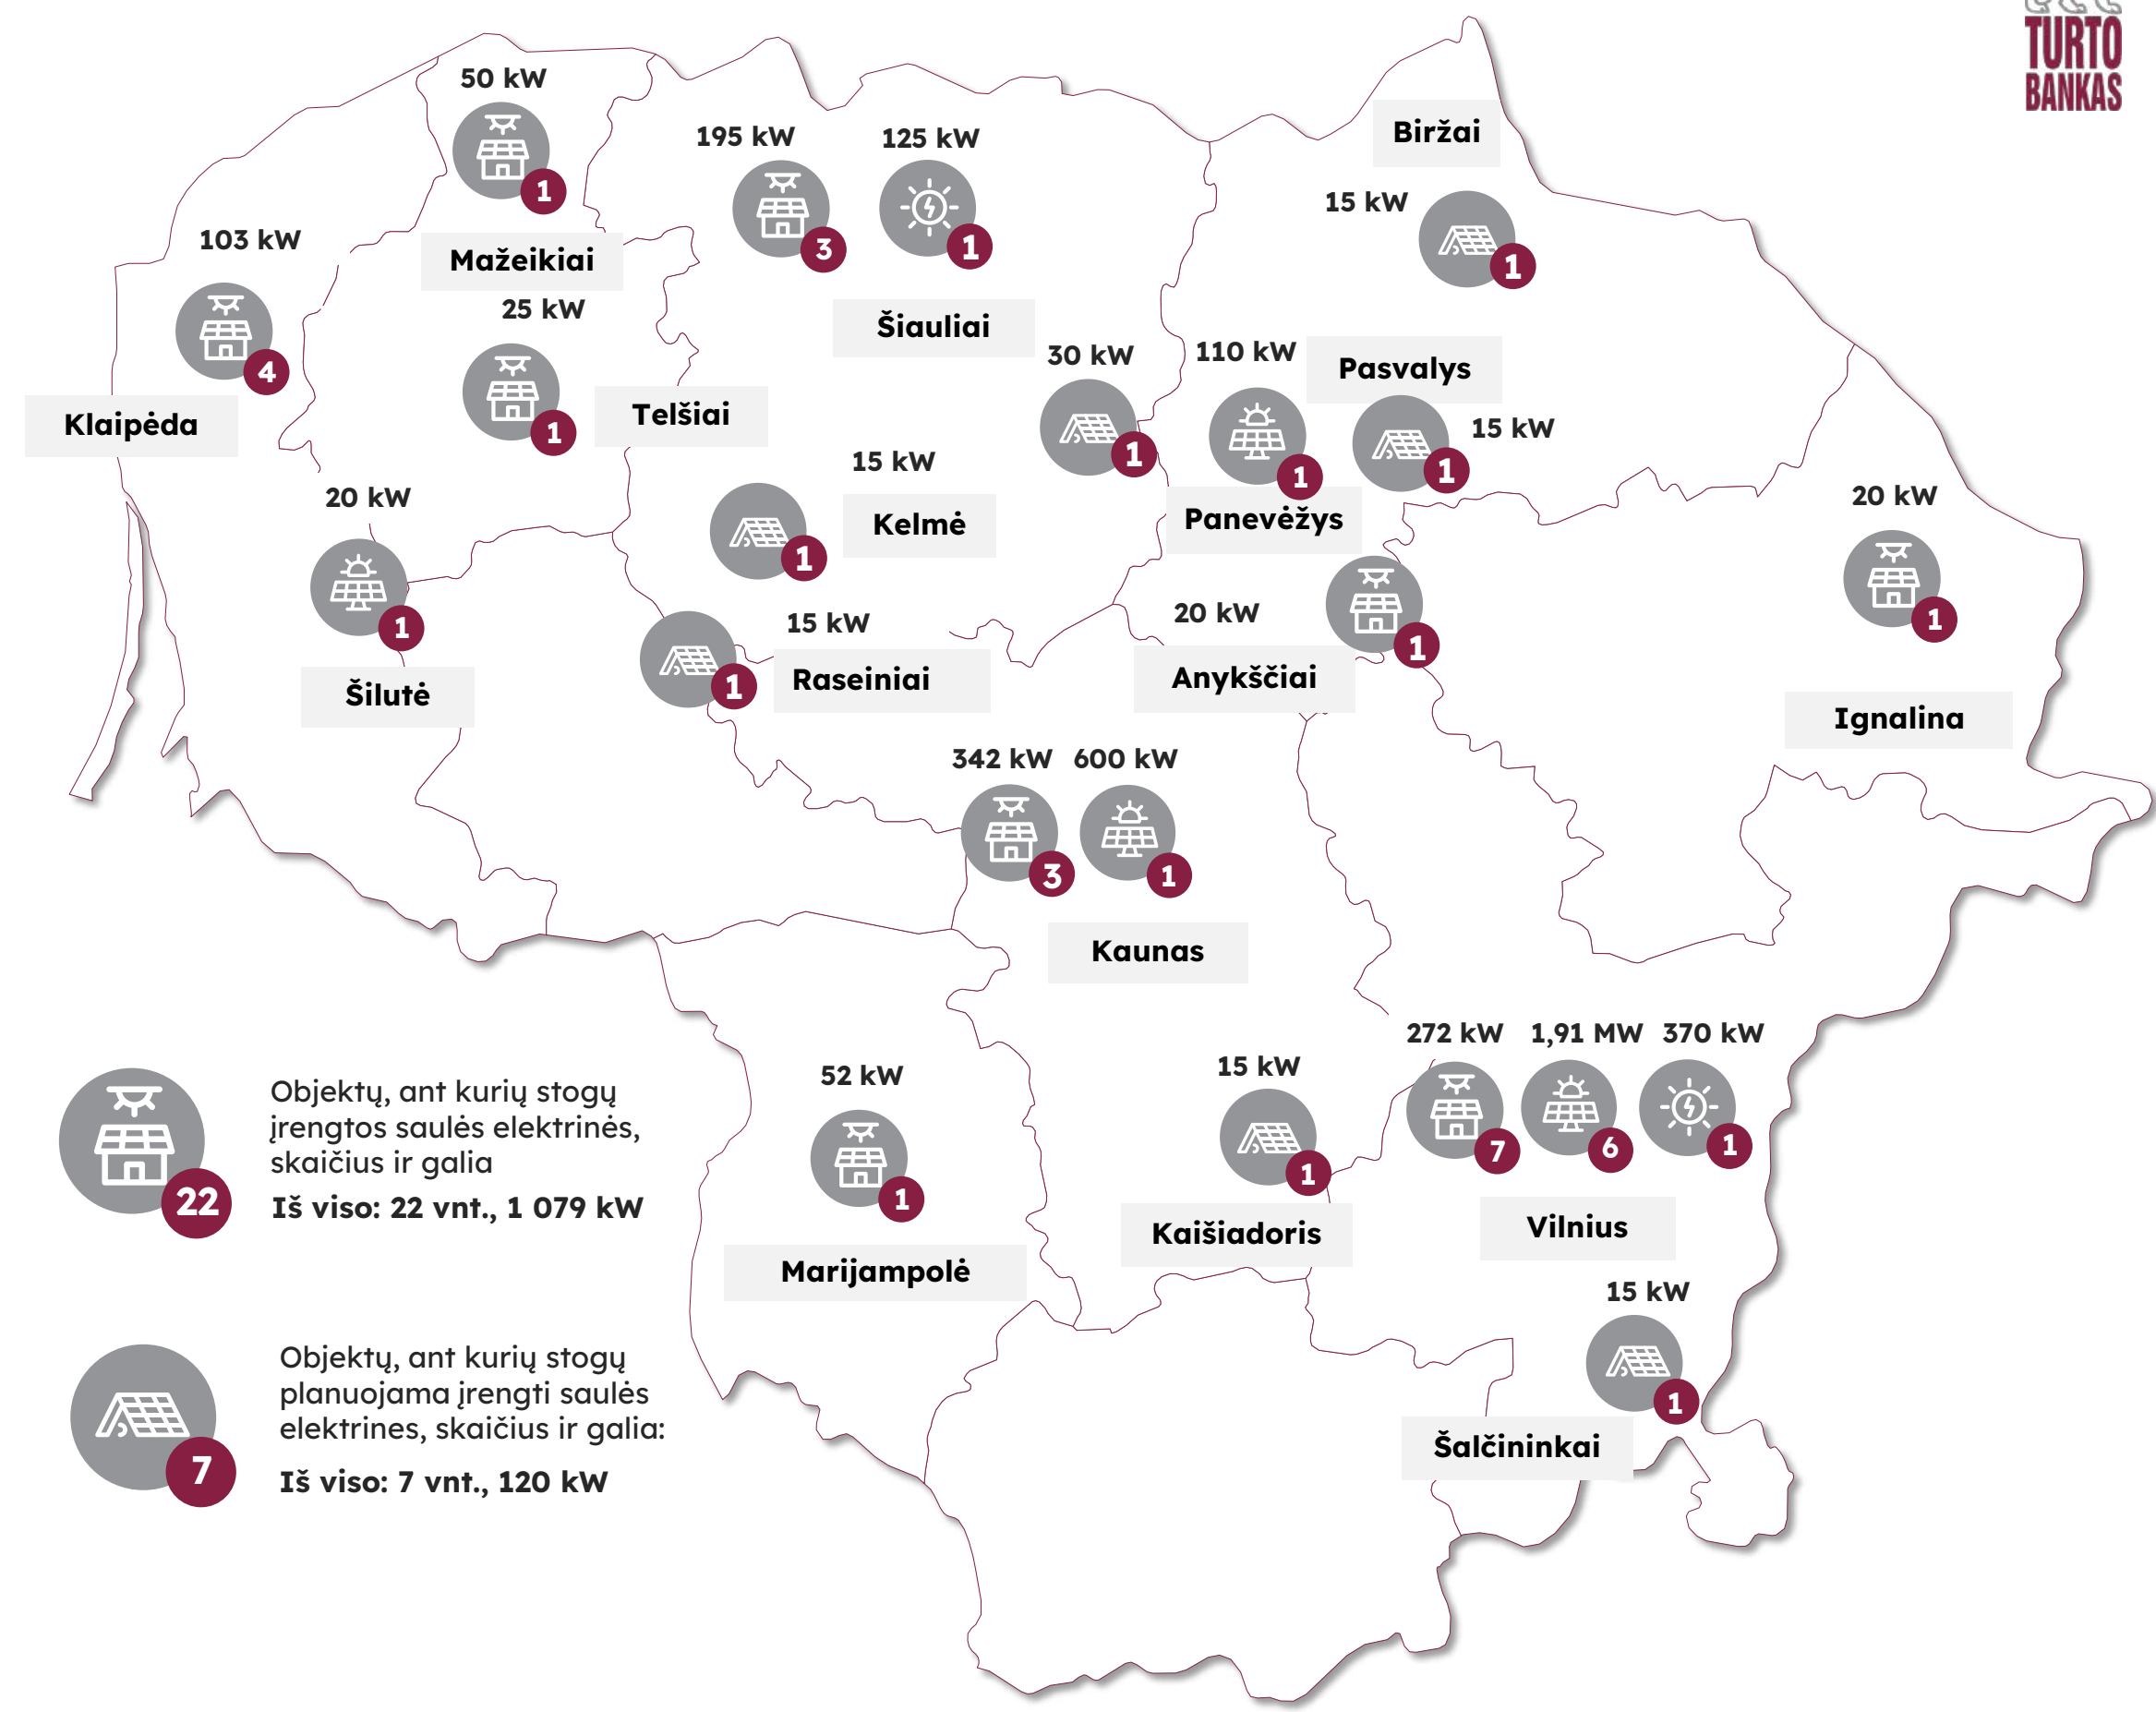 TURTO
BANKAS
50 kW
1
Mažeikiai
195 kW
3
125 kW
1
Šiauliai
Biržai
15 kW
1
103 kW
4
Klaipėda
25 kW
1
Telšiai
30 kW
1
110 kW
1
Panevėžys
Pasvalys
15 kW
1
15 kW
1
Kelmė
20 kW
1
Šilutė
15 kW
1
Raseiniai
20 kW
1
Anykščiai
20 kW
1
Ignalina
342 kW
3
600 kW
1
Kaunas
272 kW
7
1,91 MW
6
370 kW
1
Vilnius
15 kW
1
Kaišiadoris
52 kW
1
Marijampolė
15 kW
1
Šalčininkai
22
Objektų, ant kurių stogų
įrengtos saulės elektrinės,
skaičius ir galia
Iš viso: 22 vnt., 1 079 kW
7
Objektų, ant kurių stogų
planuojama įrengti saulės
elektrines, skaičius ir galia:
Iš viso: 7 vnt., 120 kW